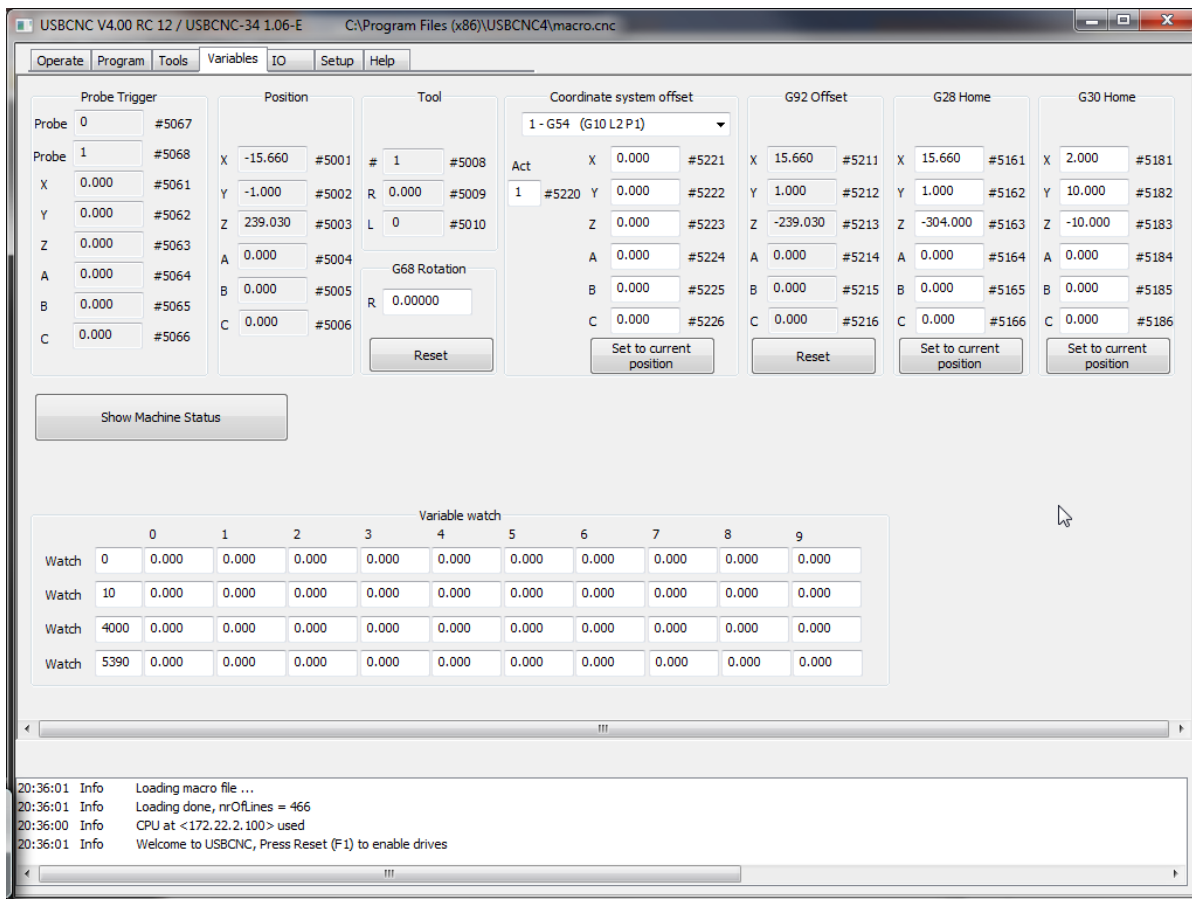 USBCNC V4.00 RC 12 / USBCNC-34 1.06-E C:\Program Files (x86)\USBCNC4\macro.cnc
Operate Program Tools Variables IO Setup Help
Probe Trigger
Probe 0 #5067
Probe 1 #5068
X 0.000 #5061
Y 0.000 #5062
Z 0.000 #5063
A 0.000 #5064
B 0.000 #5065
C 0.000 #5066
Position
X -15.660 #5001
Y -1.000 #5002
Z 239.030 #5003
A 0.000 #5004
B 0.000 #5005
C 0.000 #5006
Tool
# 1 #5008
R 0.000 #5009
L 0 #5010
G68 Rotation
R 0.00000
Reset
Coordinate system offset
1 - G54 (G10 L2 P1)
Act
1 #5220
X 0.000 #5221
Y 0.000 #5222
Z 0.000 #5223
A 0.000 #5224
B 0.000 #5225
C 0.000 #5226
Set to current
position
G92 Offset
X 15.660 #5211
Y 1.000 #5212
Z -239.030 #5213
A 0.000 #5214
B 0.000 #5215
C 0.000 #5216
Reset
G28 Home
X 15.660 #5161
Y 1.000 #5162
Z -304.000 #5163
A 0.000 #5164
B 0.000 #5165
C 0.000 #5166
Set to current
position
G30 Home
X 2.000 #5181
Y 10.000 #5182
Z -10.000 #5183
A 0.000 #5184
B 0.000 #5185
C 0.000 #5186
Set to current
position
Show Machine Status
Variable watch
0 1 2 3 4 5 6 7 8 9
Watch 0 0.000 0.000 0.000 0.000 0.000 0.000 0.000 0.000 0.000 0.000
Watch 10 0.000 0.000 0.000 0.000 0.000 0.000 0.000 0.000 0.000 0.000
Watch 4000 0.000 0.000 0.000 0.000 0.000 0.000 0.000 0.000 0.000 0.000
Watch 5390 0.000 0.000 0.000 0.000 0.000 0.000 0.000 0.000 0.000 0.000
20:36:01 Info Loading macro file ...
20:36:01 Info Loading done, nrOfLines = 466
20:36:00 Info CPU at <172.22.2.100> used
20:36:01 Info Welcome to USBCNC, Press Reset (F1) to enable drives